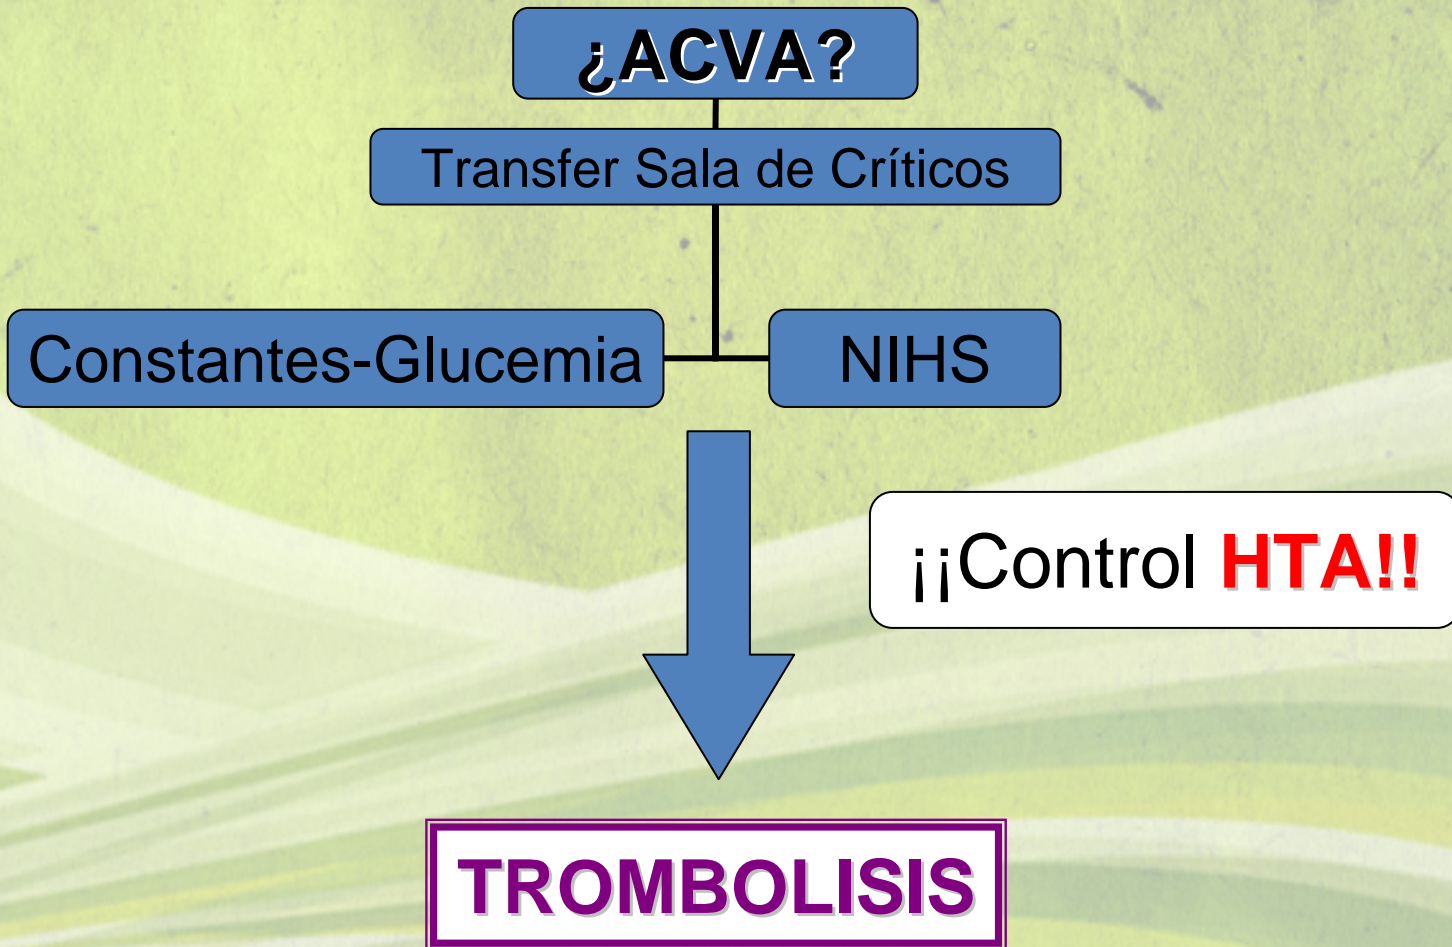 ¿ACVA?
Transfer Sala de Críticos
Constantes-Glucemia
NIHS
¡¡Control HTA!!
TROMBOLISIS